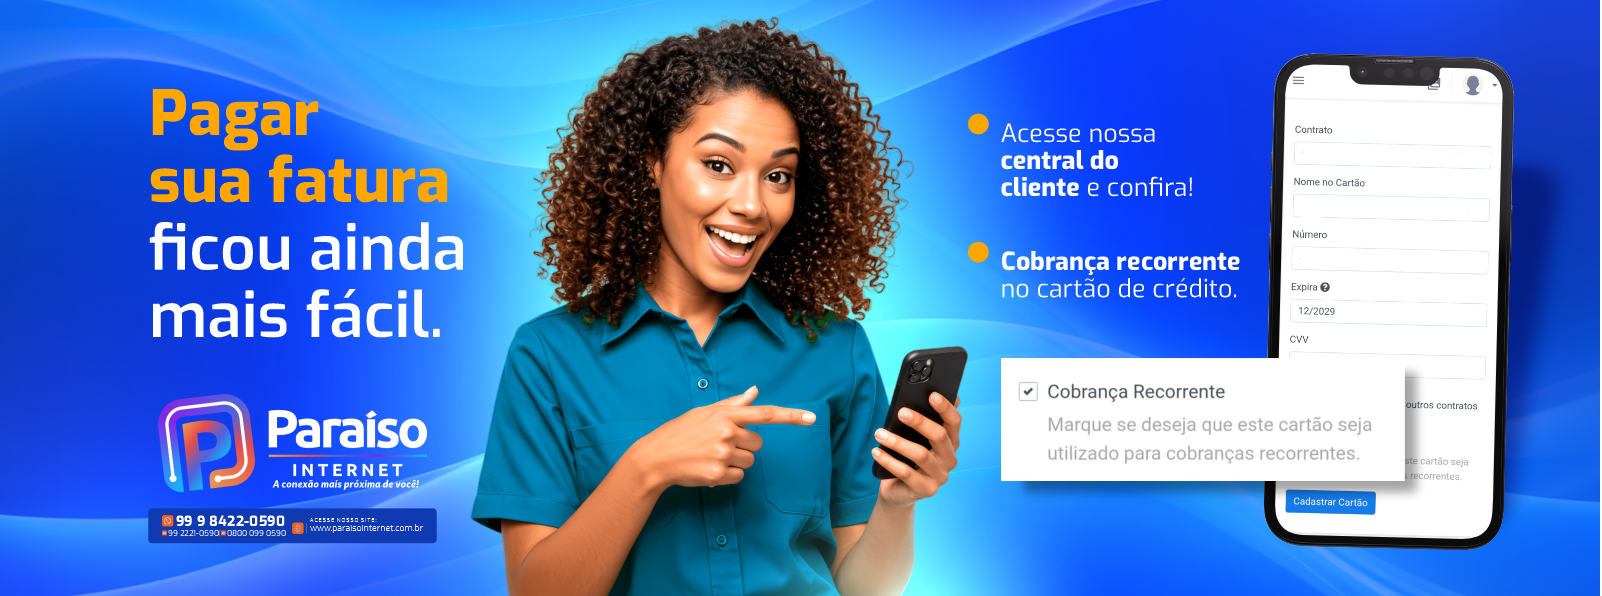 Pagar
sua fatura
ficou ainda
mais fácil.
P
Paraíso
INTERNET
A conexão mais próxima de você!
99 9 8422-0590
99 2221-0590
0800 099 0590
ACESSE NOSSO SITE:
www.paraisointernet.com.br
Acesse nossa
central do
cliente e confira!
Cobrança recorrente
no cartão de crédito.
Contrato
Nome no Cartão
Número
Expira
12/2029
CVV
outros contratos
Cobrança Recorrente
Marque se deseja que este cartão seja
utilizado para cobranças recorrentes.
ste cartão seja
recorrentes.
Cadastrar Cartão